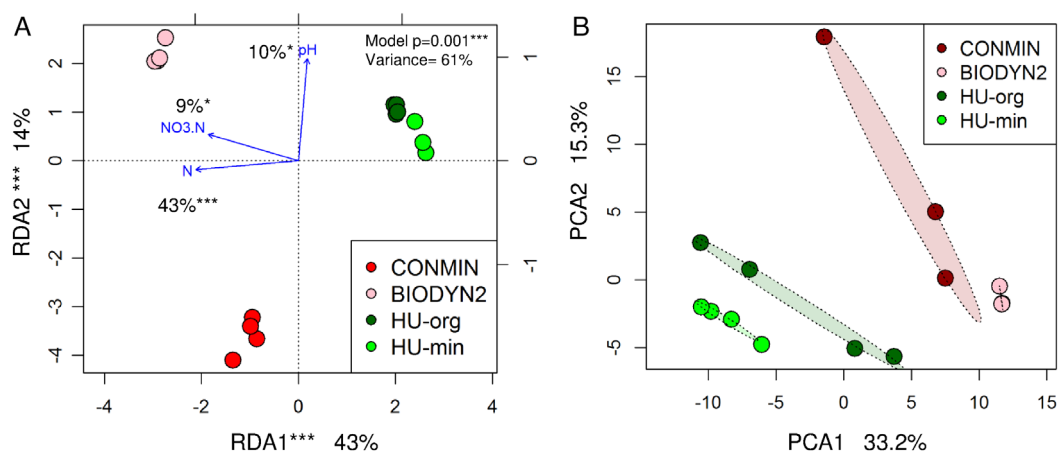 A
10%*
pH
Model p=0.001***
Variance= 61%
9%*
NO3.N
N
43%***
CONMIN
BIODYN2
HU-org
HU-min
2
1
0
-1
-2
-3
-4
1
0
-1
-4
-2
0
2
4
RDA2 *** 14%
RDA1*** 43%
B
CONMIN
BIODYN2
HU-org
HU-min
15
10
5
0
-5
-10
-5
0
5
10
15
PCA2 15.3%
PCA1 33.2%